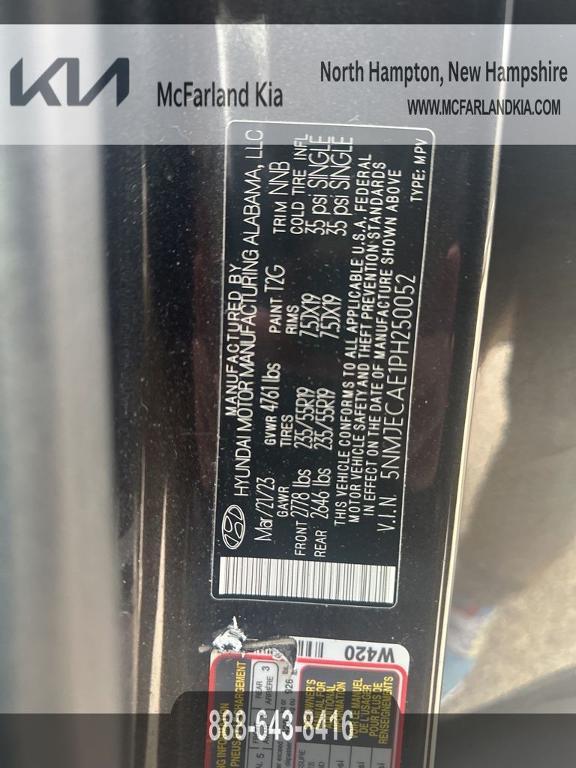 KIA
McFarland Kia
North Hampton, New Hampshire
WWW.MCFARLANDKIA.COM
MANUFACTURED BY
HYUNDAI MOTOR MANUFACTURING ALABAMA, LLC
Mar/21/23 GVWR 4761 lbs PAINT T2G TRIM NNB
GAWR TIRES RIMS COLD TIRE INFL
FRONT 2778 lbs 235/55R19 7.5JX19 35 psi SINGLE
REAR 2646 lbs 235/55R19 7.5JX19 35 psi SINGLE
THIS VEHICLE CONFORMS TO ALL APPLICABLE U.S.A. FEDERAL
MOTOR VEHICLE SAFETY AND THEFT PREVENTION STANDARDS
IN EFFECT ON THE DATE OF MANUFACTURE SHOWN ABOVE
V.I.N. 5NMJECAE1PH250052 TYPE: MPV
W420
888-643-8416